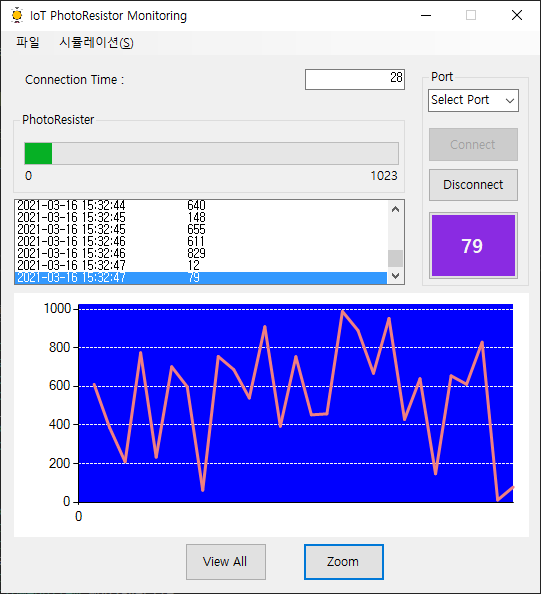 IoT PhotoResistor Monitoring
파일 시뮬레이션(S)
Connection Time : 28
Port
Select Port
PhotoResister
Connect
0 1023
Disconnect
2021-03-16 15:32:44 640
2021-03-16 15:32:45 148
2021-03-16 15:32:45 655
2021-03-16 15:32:46 611
2021-03-16 15:32:46 829
2021-03-16 15:32:47 12
2021-03-16 15:32:47 79
79
1000
800
600
400
200
0
0
View All Zoom